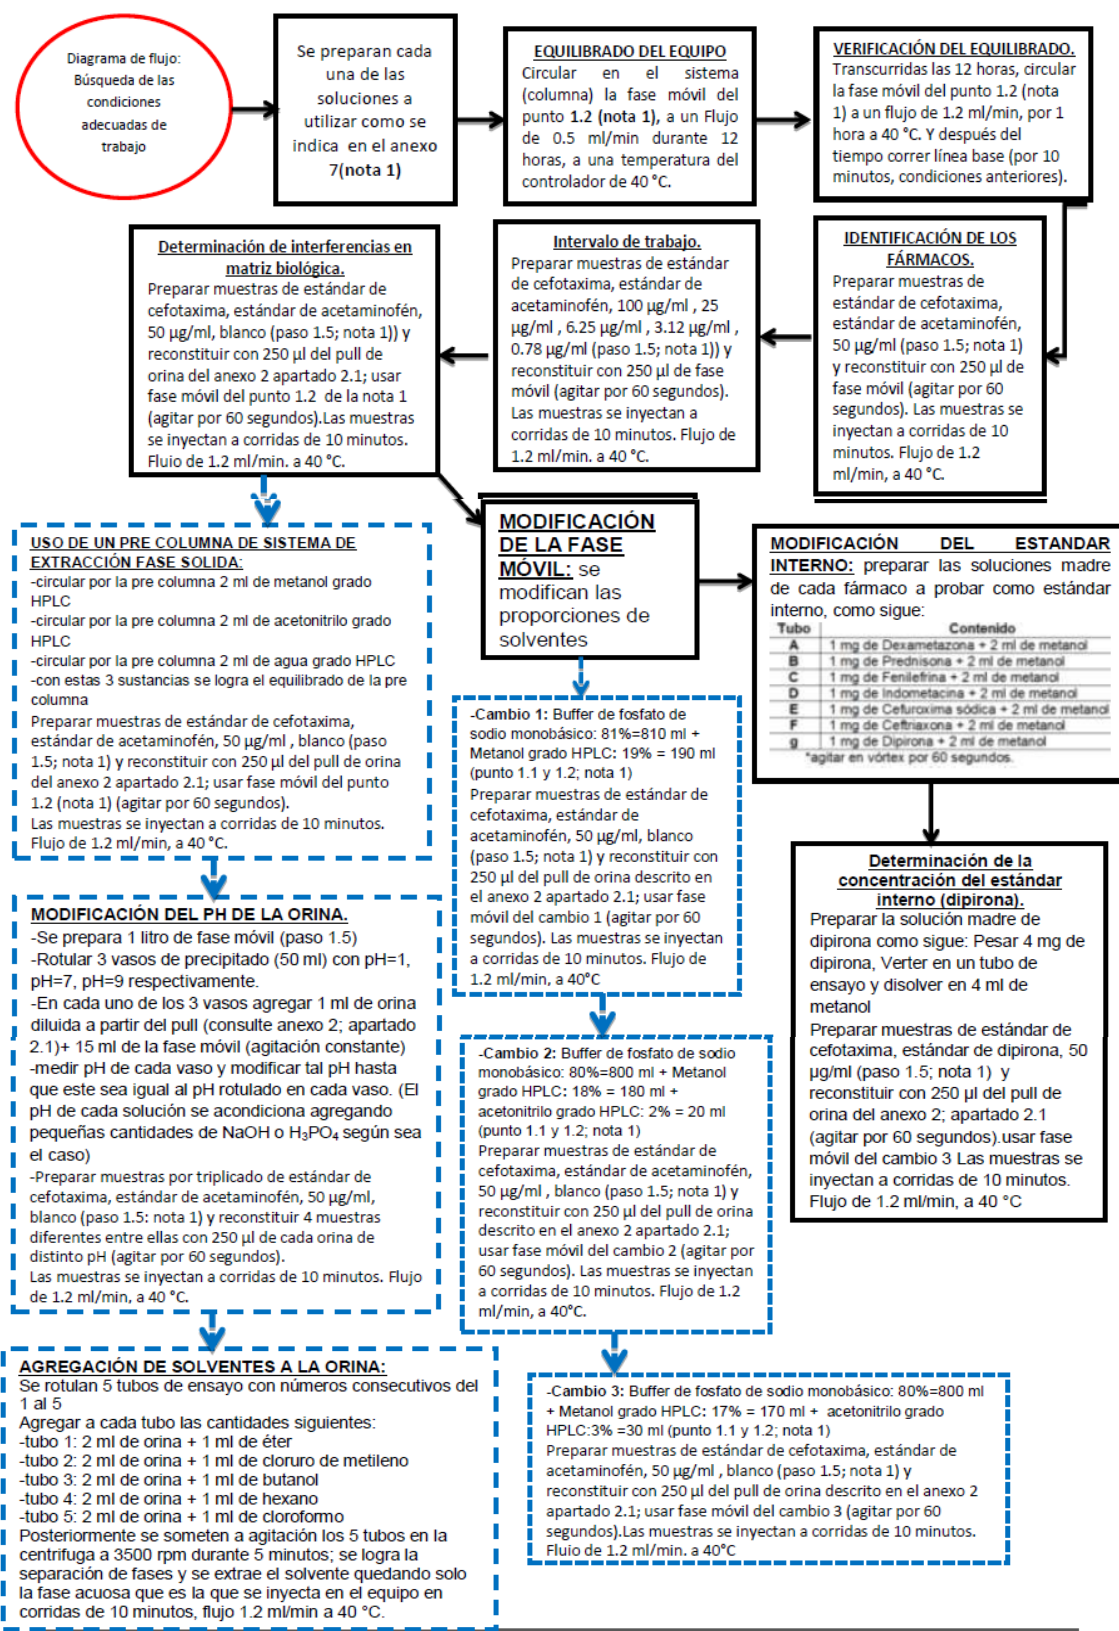 Diagrama de flujo:
Búsqueda de las
condiciones
adecuadas de
trabajo
Se preparan cada
una de las
soluciones a
utilizar como se
indica en el anexo
7(nota 1)
EQUILIBRADO DEL EQUIPO
Circular en el sistema
(columna) la fase móvil del
punto 1.2 (nota 1), a un Flujo
de 0.5 ml/min durante 12
horas, a una temperatura del
controlador de 40 °C.
VERIFICACIÓN DEL EQUILIBRADO.
Transcurridas las 12 horas, circular
la fase móvil del punto 1.2 (nota
1) a un flujo de 1.2 ml/min, por 1
hora a 40 °C. Y después del
tiempo correr línea base (por 10
minutos, condiciones anteriores).
IDENTIFICACIÓN DE LOS
FÁRMACOS.
Preparar muestras de
estándar de cefotaxima,
estándar de acetaminofén,
50 µg/ml (paso 1.5; nota 1)
y reconstituir con 250 µl de
fase móvil (agitar por 60
segundos). Las muestras se
inyectan a corridas de 10
minutos. Flujo de 1.2
ml/min, a 40 °C.
Intervalo de trabajo.
Preparar muestras de estándar
de cefotaxima, estándar de
acetaminofén, 100 µg/ml , 25
µg/ml , 6.25 µg/ml , 3.12 µg/ml ,
0.78 µg/ml (paso 1.5; nota 1)) y
reconstituir con 250 µl de fase
móvil (agitar por 60 segundos).
Las muestras se inyectan a
corridas de 10 minutos. Flujo de
1.2 ml/min. a 40 °C.
Determinación de interferencias en
matriz biológica.
Preparar muestras de estándar de
cefotaxima, estándar de acetaminofén,
50 µg/ml, blanco (paso 1.5; nota 1)) y
reconstituir con 250 µl del pull de
orina del anexo 2 apartado 2.1; usar
fase móvil del punto 1.2 de la nota 1
(agitar por 60 segundos).Las muestras
se inyectan a corridas de 10 minutos.
Flujo de 1.2 ml/min. a 40 °C.
USO DE UN PRE COLUMNA DE SISTEMA DE
EXTRACCIÓN FASE SOLIDA:
-circular por la pre columna 2 ml de metanol grado
HPLC
-circular por la pre columna 2 ml de acetonitrilo grado
HPLC
-circular por la pre columna 2 ml de agua grado HPLC
-con estas 3 sustancias se logra el equilibrado de la pre
columna
Preparar muestras de estándar de cefotaxima,
estándar de acetaminofén, 50 µg/ml , blanco (paso
1.5; nota 1) y reconstituir con 250 µl del pull de orina
del anexo 2 apartado 2.1; usar fase móvil del punto
1.2 (nota 1) (agitar por 60 segundos).
Las muestras se inyectan a corridas de 10 minutos.
Flujo de 1.2 ml/min, a 40 °C.
MODIFICACIÓN DEL PH DE LA ORINA.
-Se prepara 1 litro de fase móvil (paso 1.5)
-Rotular 3 vasos de precipitado (50 ml) con pH=1,
pH=7, pH=9 respectivamente.
-En cada uno de los 3 vasos agregar 1 ml de orina
diluida a partir del pull (consulte anexo 2; apartado
2.1)+ 15 ml de la fase móvil (agitación constante)
-medir pH de cada vaso y modificar tal pH hasta
que este sea igual al pH rotulado en cada vaso. (El
pH de cada solución se acondiciona agregando
pequeñas cantidades de NaOH o H₃PO₄ según sea
el caso)
-Preparar muestras por triplicado de estándar de
cefotaxima, estándar de acetaminofén, 50 µg/ml,
blanco (paso 1.5: nota 1) y reconstituir 4 muestras
diferentes entre ellas con 250 µl de cada orina de
distinto pH (agitar por 60 segundos).
Las muestras se inyectan a corridas de 10 minutos. Flujo
de 1.2 ml/min, a 40 °C.
AGREGACIÓN DE SOLVENTES A LA ORINA:
Se rotulan 5 tubos de ensayo con números consecutivos del
1 al 5
Agregar a cada tubo las cantidades siguientes:
-tubo 1: 2 ml de orina + 1 ml de éter
-tubo 2: 2 ml de orina + 1 ml de cloruro de metileno
-tubo 3: 2 ml de orina + 1 ml de butanol
-tubo 4: 2 ml de orina + 1 ml de hexano
-tubo 5: 2 ml de orina + 1 ml de cloroformo
Posteriormente se someten a agitación los 5 tubos en la
centrifuga a 3500 rpm durante 5 minutos; se logra la
separación de fases y se extrae el solvente quedando solo
la fase acuosa que es la que se inyecta en el equipo en
corridas de 10 minutos, flujo 1.2 ml/min a 40 °C.
MODIFICACIÓN
DE LA FASE
MÓVIL: se
modifican las
proporciones de
solventes
-Cambio 1: Buffer de fosfato de
sodio monobásico: 81%=810 ml +
Metanol grado HPLC: 19% = 190 ml
(punto 1.1 y 1.2; nota 1)
Preparar muestras de estándar de
cefotaxima, estándar de
acetaminofén, 50 µg/ml, blanco
(paso 1.5; nota 1) y reconstituir con
250 µl del pull de orina descrito en
el anexo 2 apartado 2.1; usar fase
móvil del cambio 1 (agitar por 60
segundos). Las muestras se inyectan
a corridas de 10 minutos. Flujo de
1.2 ml/min, a 40°C
-Cambio 2: Buffer de fosfato de sodio
monobásico: 80%=800 ml + Metanol
grado HPLC: 18% = 180 ml +
acetonitrilo grado HPLC: 2% = 20 ml
(punto 1.1 y 1.2; nota 1)
Preparar muestras de estándar de
cefotaxima, estándar de acetaminofén,
50 µg/ml , blanco (paso 1.5; nota 1) y
reconstituir con 250 µl del pull de orina
descrito en el anexo 2 apartado 2.1;
usar fase móvil del cambio 2 (agitar por
60 segundos). Las muestras se inyectan
a corridas de 10 minutos. Flujo de 1.2
ml/min, a 40°C.
-Cambio 3: Buffer de fosfato de sodio monobásico: 80%=800 ml
+ Metanol grado HPLC: 17% = 170 ml + acetonitrilo grado
HPLC:3% =30 ml (punto 1.1 y 1.2; nota 1)
Preparar muestras de estándar de cefotaxima, estándar de
acetaminofén, 50 µg/ml , blanco (paso 1.5; nota 1) y
reconstituir con 250 µl del pull de orina descrito en el anexo 2
apartado 2.1; usar fase móvil del cambio 3 (agitar por 60
segundos).Las muestras se inyectan a corridas de 10 minutos.
Flujo de 1.2 ml/min. a 40°C
MODIFICACIÓN DEL ESTANDAR
INTERNO: preparar las soluciones madre
de cada fármaco a probar como estándar
interno, como sigue:
Tubo Contenido
A 1 mg de Dexametazona + 2 ml de metanol
B 1 mg de Prednisona + 2 ml de metanol
C 1 mg de Fenilefrina + 2 ml de metanol
D 1 mg de Indometacina + 2 ml de metanol
E 1 mg de Cefuroxima sódica + 2 ml de metanol
F 1 mg de Ceftriaxona + 2 ml de metanol
g 1 mg de Dipirona + 2 ml de metanol
*agitar en vórtex por 60 segundos.
Determinación de la
concentración del estándar
interno (dipirona).
Preparar la solución madre de
dipirona como sigue: Pesar 4 mg de
dipirona, Verter en un tubo de
ensayo y disolver en 4 ml de
metanol
Preparar muestras de estándar de
cefotaxima, estándar de dipirona, 50
µg/ml (paso 1.5; nota 1) y
reconstituir con 250 µl del pull de
orina del anexo 2; apartado 2.1
(agitar por 60 segundos).usar fase
móvil del cambio 3 Las muestras se
inyectan a corridas de 10 minutos.
Flujo de 1.2 ml/min, a 40 °C